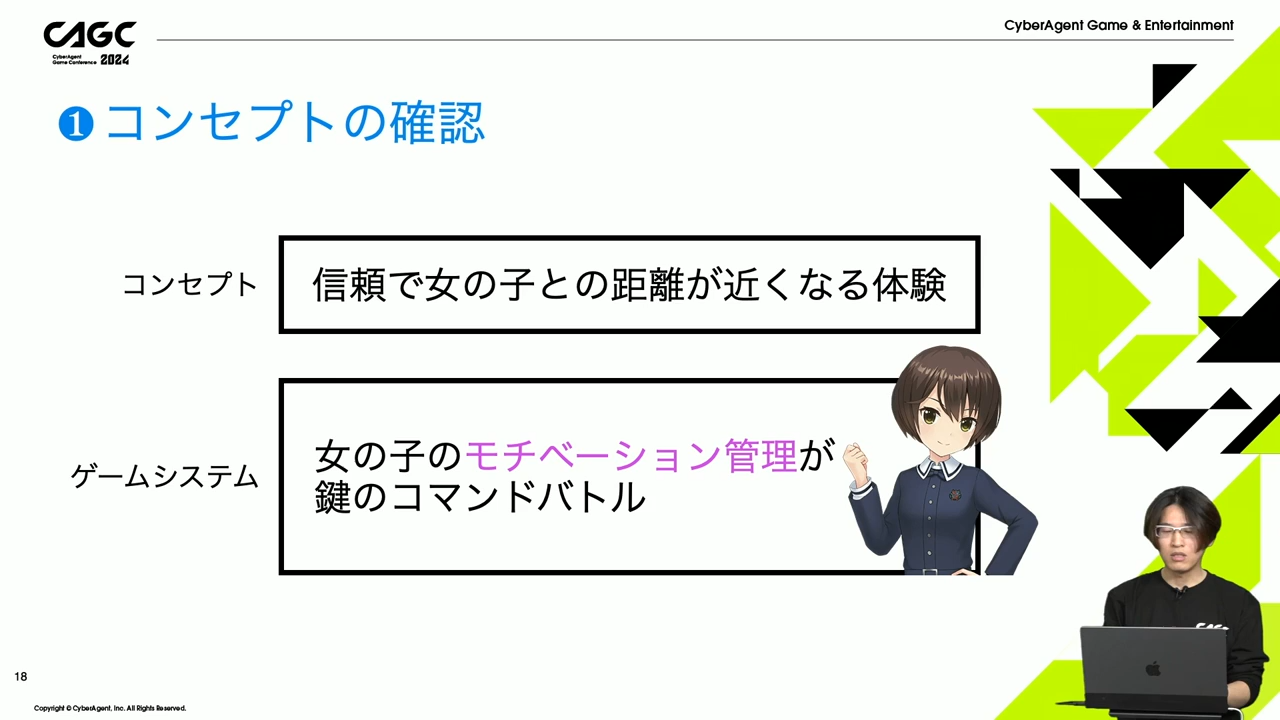 CAGC
CyberAgent
Game Conference 2024
CyberAgent Game & Entertainment
❶コンセプトの確認
コンセプト
信頼で女の子との距離が近くなる体験
ゲームシステム
女の子のモチベーション管理が
鍵のコマンドバトル
CAGC
18
Copyright © CyberAgent, Inc. All Rights Reserved.